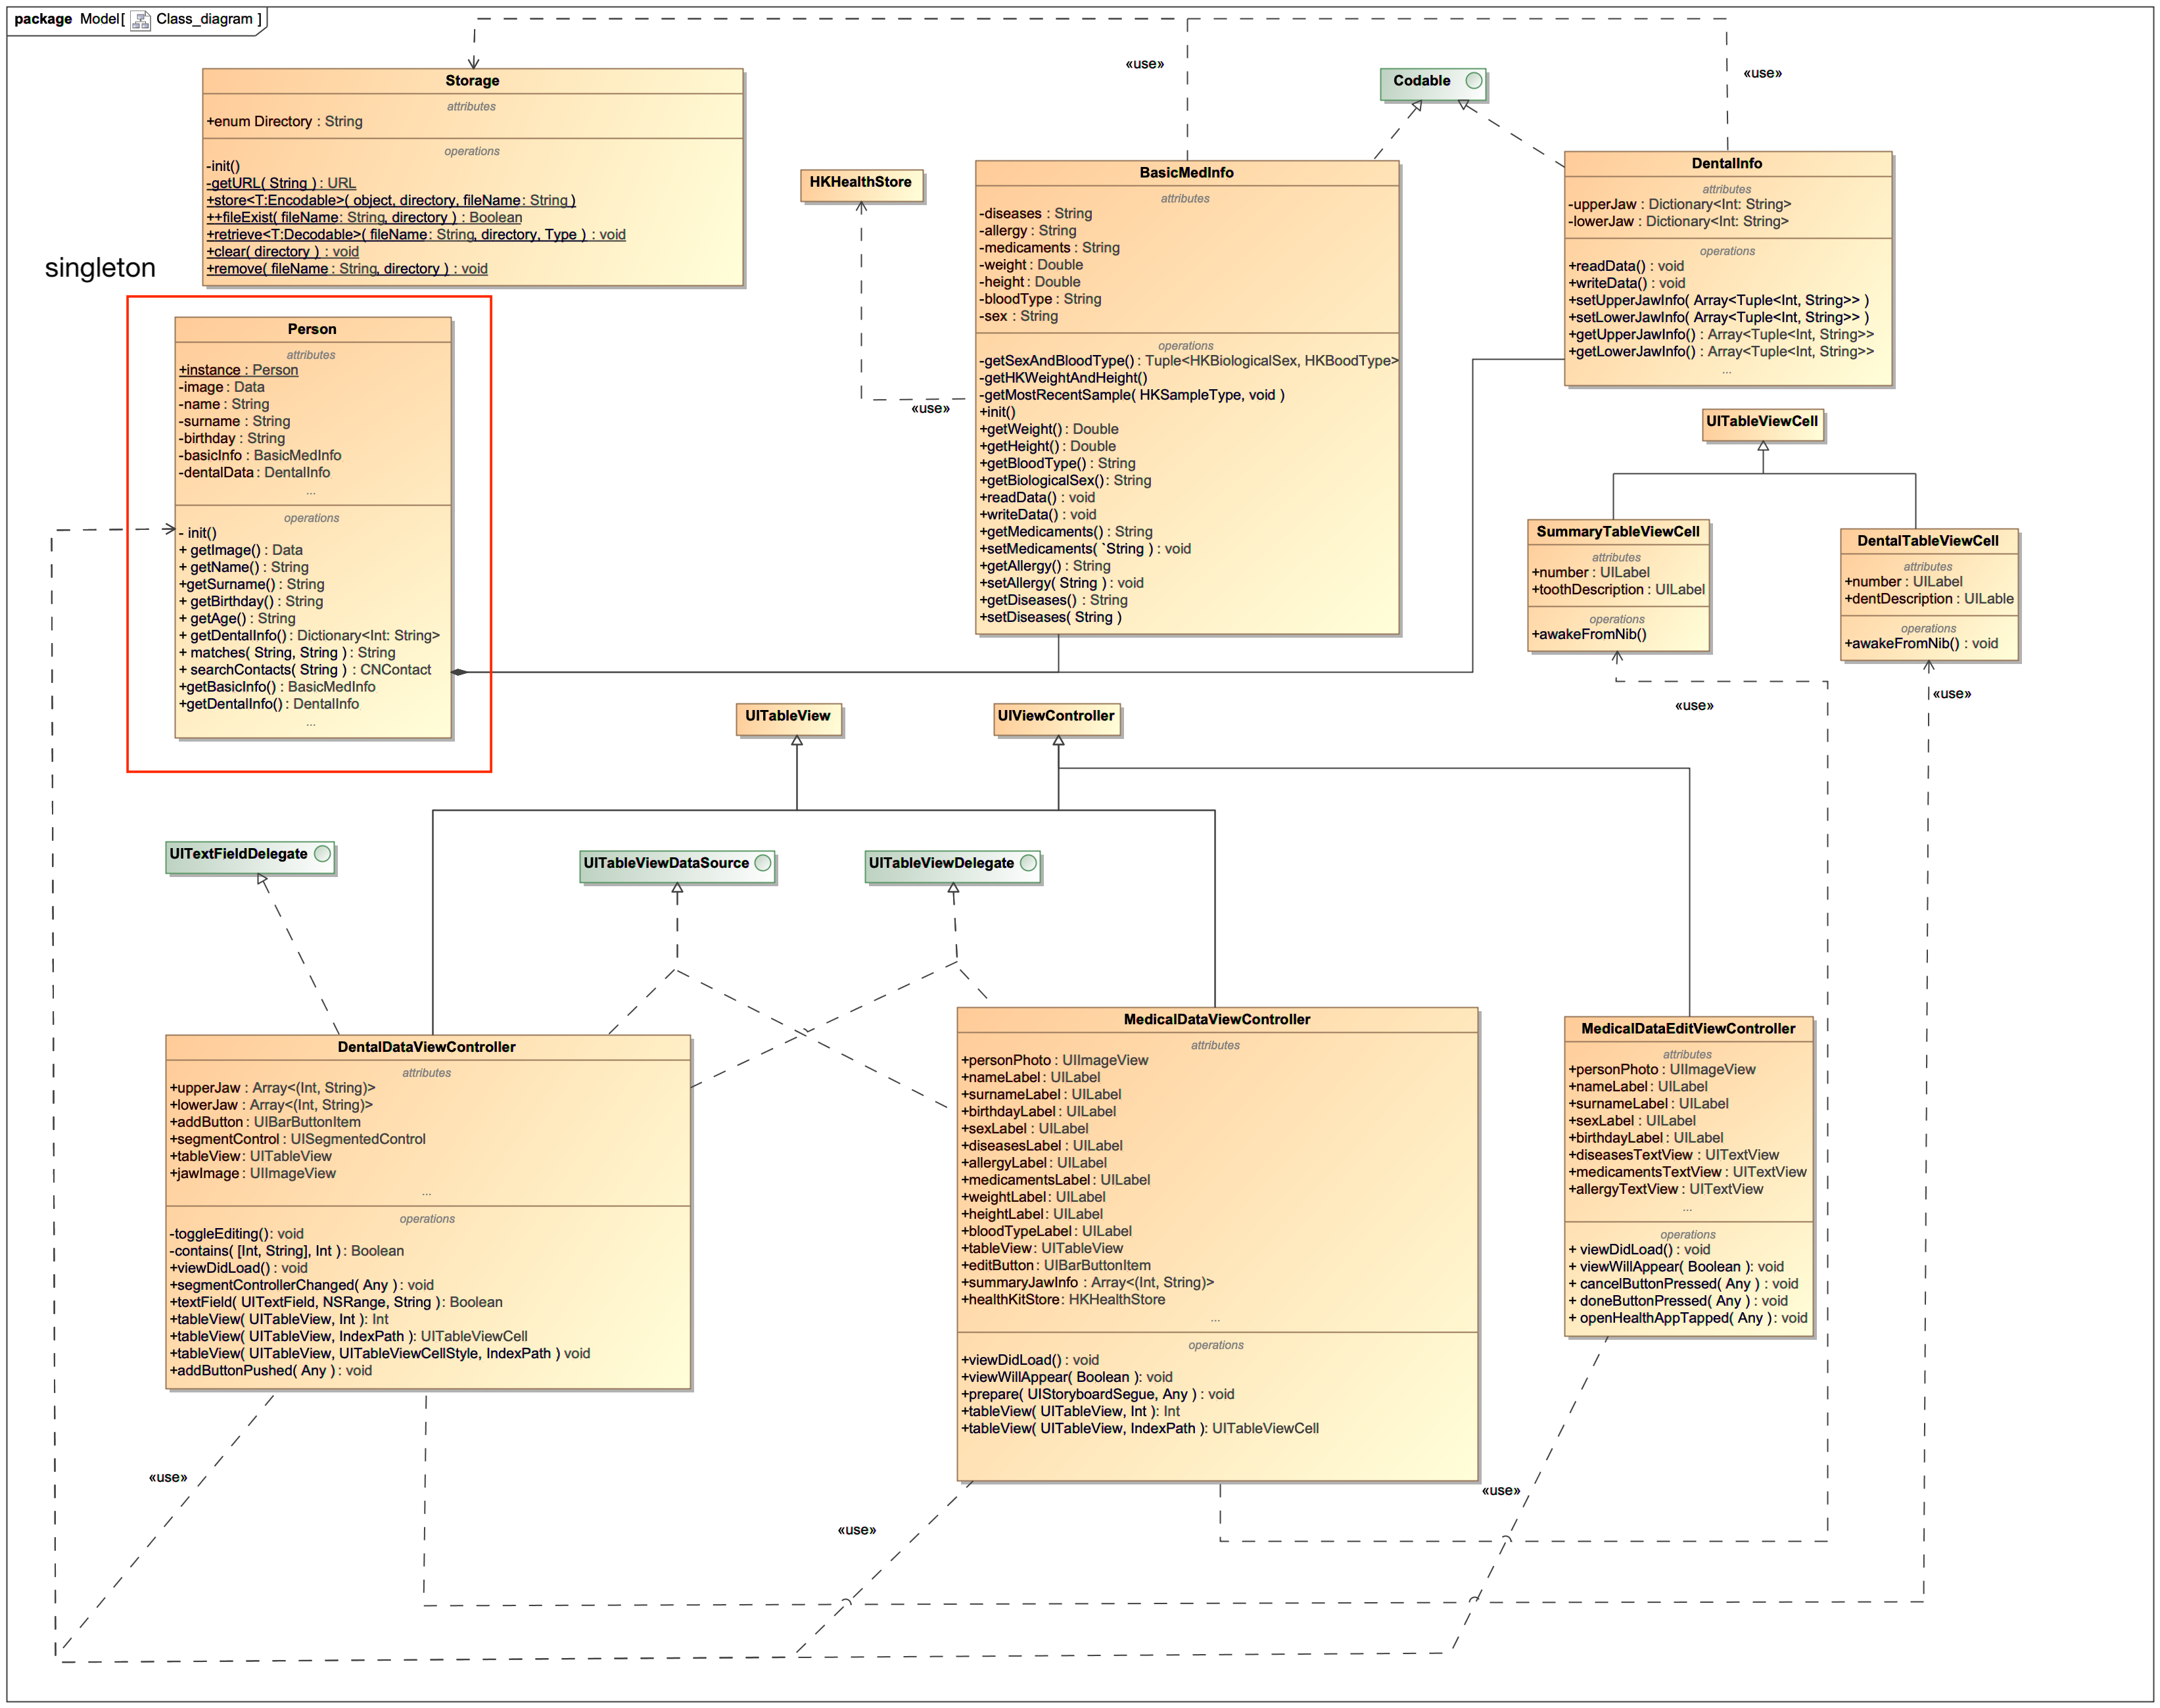 package Model[ Class_diagram ]
«use»
«use»
Storage
attributes
+enum Directory : String
operations
-init()
-getURL( String ) : URL
+store<T:Encodable>( object, directory, fileName : String )
++fileExist( fileName : String, directory ) : Boolean
+retrieve<T:Decodable>( fileName : String, directory, Type ) : void
+clear( directory ) : void
+remove( fileName : String, directory ) : void
Codable
HKHealthStore
«use»
BasicMedInfo
attributes
-diseases : String
-allergy : String
-medicaments : String
-weight : Double
-height : Double
-bloodType : String
-sex : String
operations
-getSexAndBloodType() : Tuple<HKBiologicalSex, HKBoodType>
-getHKWeightAndHeight()
-getMostRecentSample( HKSampleType, void )
+init()
+getWeight() : Double
+getHeight() : Double
+getBloodType() : String
+getBiologicalSex() : String
+readData() : void
+writeData() : void
+getMedicaments() : String
+setMedicaments( `String ) : void
+getAllergy() : String
+setAllergy( String ) : void
+getDiseases() : String
+setDiseases( String )
DentalInfo
attributes
-upperJaw : Dictionary<Int: String>
-lowerJaw : Dictionary<Int: String>
operations
+readData() : void
+writeData() : void
+setUpperJawInfo( Array<Tuple<Int, String>> )
+setLowerJawInfo( Array<Tuple<Int, String>> )
+getUpperJawInfo() : Array<Tuple<Int, String>>
+getLowerJawInfo() : Array<Tuple<Int, String>>
...
singleton
Person
attributes
+instance : Person
-image : Data
-name : String
-surname : String
-birthday : String
-basicInfo : BasicMedInfo
-dentalData : DentalInfo
...
operations
- init()
+ getImage() : Data
+ getName() : String
+getSurname() : String
+ getBirthday() : String
+ getAge() : String
+ getDentalInfo() : Dictionary<Int: String>
+ matches( String, String ) : String
+ searchContacts( String ) : CNContact
+getBasicInfo() : BasicMedInfo
+getDentalInfo() : DentalInfo
...
UITableViewCell
SummaryTableViewCell
attributes
+number : UILabel
+toothDescription : UILabel
operations
+awakeFromNib()
DentalTableViewCell
attributes
+number : UILabel
+dentDescription : UILable
operations
+awakeFromNib() : void
«use»
«use»
UITableView
UIViewController
UITextFieldDelegate
UITableViewDataSource
UITableViewDelegate
DentalDataViewController
attributes
+upperJaw : Array<(Int, String)>
+lowerJaw : Array<(Int, String)>
+addButton : UIBarButtonItem
+segmentControl : UISegmentedControl
+tableView : UITableView
+jawImage : UIImageView
...
operations
-toggleEditing() : void
-contains( [Int, String], Int ) : Boolean
+viewDidLoad() : void
+segmentControllerChanged( Any ) : void
+textField( UITextField, NSRange, String ) : Boolean
+tableView( UITableView, Int ) : Int
+tableView( UITableView, IndexPath ) : UITableViewCell
+tableView( UITableView, UITableViewCellStyle, IndexPath ) void
+addButtonPushed( Any ) : void
MedicalDataViewController
attributes
+personPhoto : UIImageView
+nameLabel : UILabel
+surnameLabel : UILabel
+birthdayLabel : UILabel
+sexLabel : UILabel
+diseasesLabel : UILabel
+allergyLabel : UILabel
+medicamentsLabel : UILabel
+weightLabel : UILabel
+heightLabel : UILabel
+bloodTypeLabel : UILabel
+tableView : UITableView
+editButton : UIBarButtonItem
+summaryJawInfo : Array<(Int, String)>
+healthKitStore : HKHealthStore
...
operations
+viewDidLoad() : void
+viewWillAppear( Boolean ) : void
+prepare( UIStoryboardSegue, Any ) : void
+tableView( UITableView, Int ) : Int
+tableView( UITableView, IndexPath ) : UITableViewCell
MedicalDataEditViewController
attributes
+personPhoto : UIImageView
+nameLabel : UILabel
+surnameLabel : UILabel
+sexLabel : UILabel
+birthdayLabel : UILabel
+diseasesTextView : UITextView
+medicamentsTextView : UITextView
+allergyTextView : UITextView
...
operations
+ viewDidLoad() : void
+ viewWillAppear( Boolean ) : void
+ cancelButtonPressed( Any ) : void
+ doneButtonPressed( Any ) : void
+ openHealthAppTapped( Any ) : void
«use»
«use»
«use»